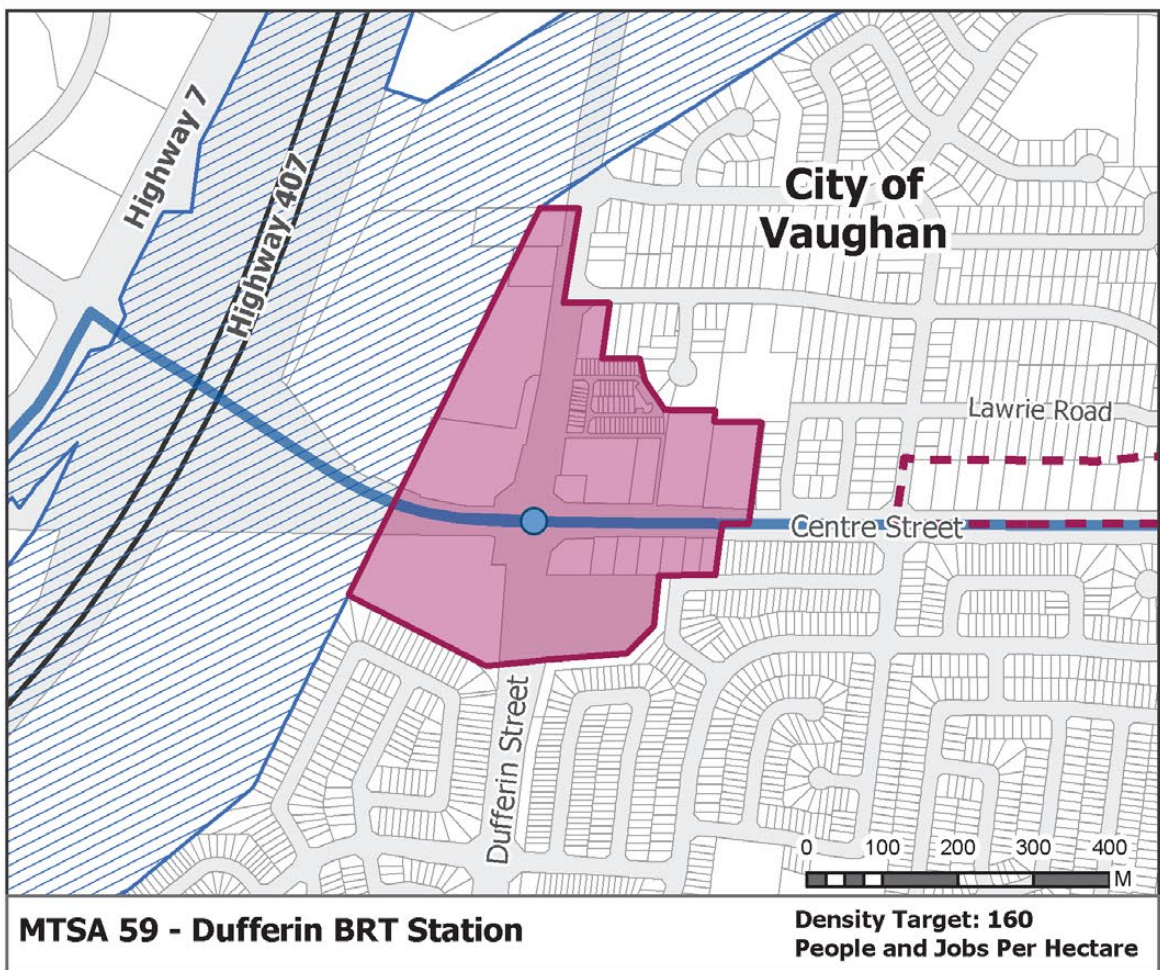 Highway 7
Highway 407
City of
Vaughan
Lawrie Road
Centre Street
Dufferin Street
0 100 200 300 400
M
MTSA 59 - Dufferin BRT Station
Density Target: 160
People and Jobs Per Hectare